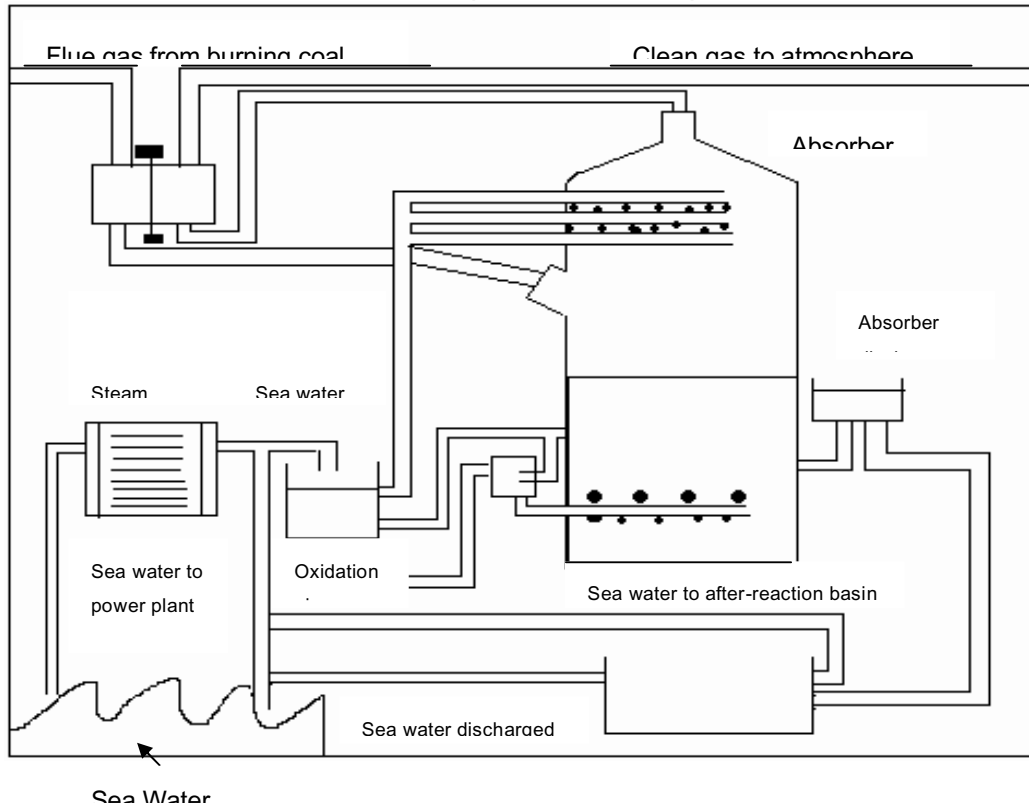 Flue gas from burning coal
Clean gas to atmosphere
Absorber
Absorber
Steam
Sea water
Sea water to
power plant
Oxidation
Sea water to after-reaction basin
Sea water discharged
Sea Water